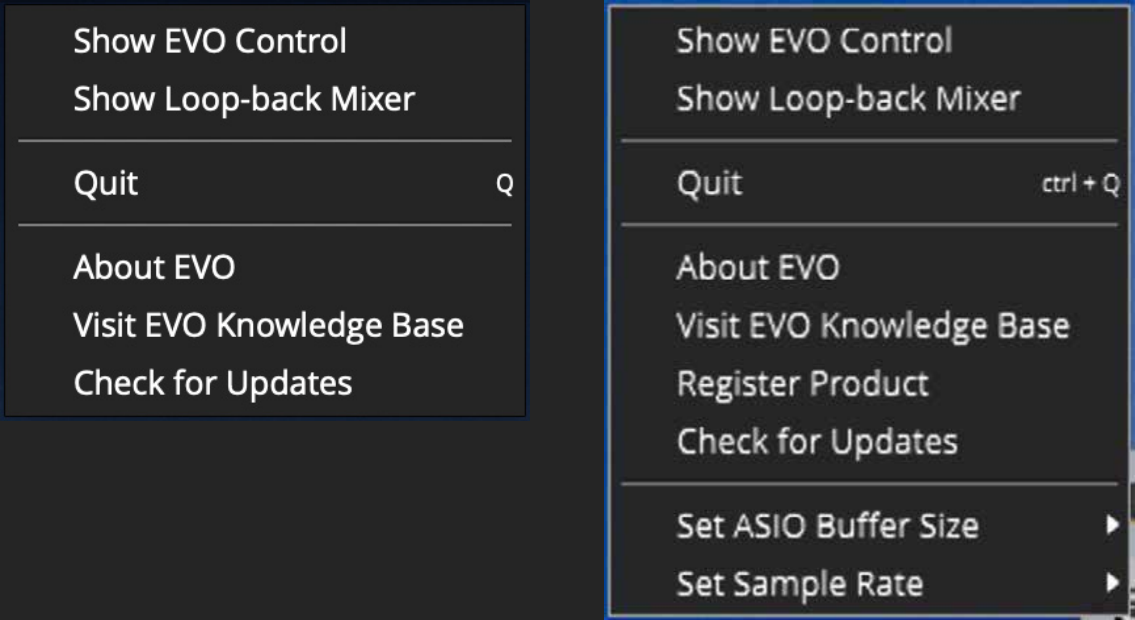 Show EVO Control
Show Loop-back Mixer
Quit Q
About EVO
Visit EVO Knowledge Base
Check for Updates
Show EVO Control
Show Loop-back Mixer
Quit ctrl + Q
About EVO
Visit EVO Knowledge Base
Register Product
Check for Updates
Set ASIO Buffer Size
Set Sample Rate